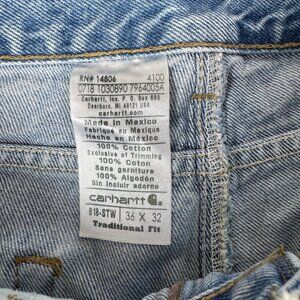 RN# 14806 4100
0718 1030890 7964005A
Carhartt, Inc. P.O. Box 600
Dearborn, MI 48121 USA
carhartt.com
Made in Mexico
Fabriqué au Mexique
Hecho en México
100% Cotton
Exclusive of Trimming
100% Coton
Sans garniture
100% Algodón
Sin incluir adornos
carhartt
B18-STW 36 X 32
Traditional Fit